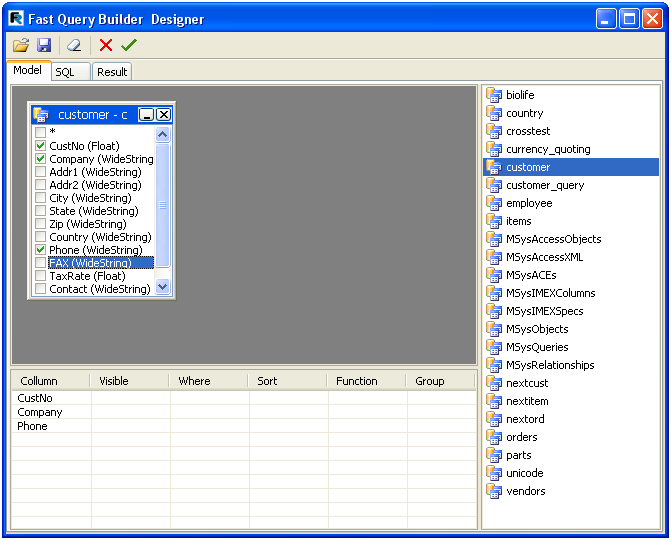 Fast Query Builder  Designer
Model
SQL
Result
customer - c
*
CustNo (Float)
Company (WideString)
Addr1 (WideString)
Addr2 (WideString)
City (WideString)
State (WideString)
Zip (WideString)
Country (WideString)
Phone (WideString)
FAX (WideString)
TaxRate (Float)
Contact (WideString)
biolife
country
crosstest
currency_quoting
customer
customer_query
employee
items
MSysAccessObjects
MSysAccessXML
MSysACEs
MSysIMEXColumns
MSysIMEXSpecs
MSysObjects
MSysQueries
MSysRelationships
nextcust
nextitem
nextord
orders
parts
unicode
vendors
Collumn Visible Where Sort Function Group
CustNo
Company
Phone